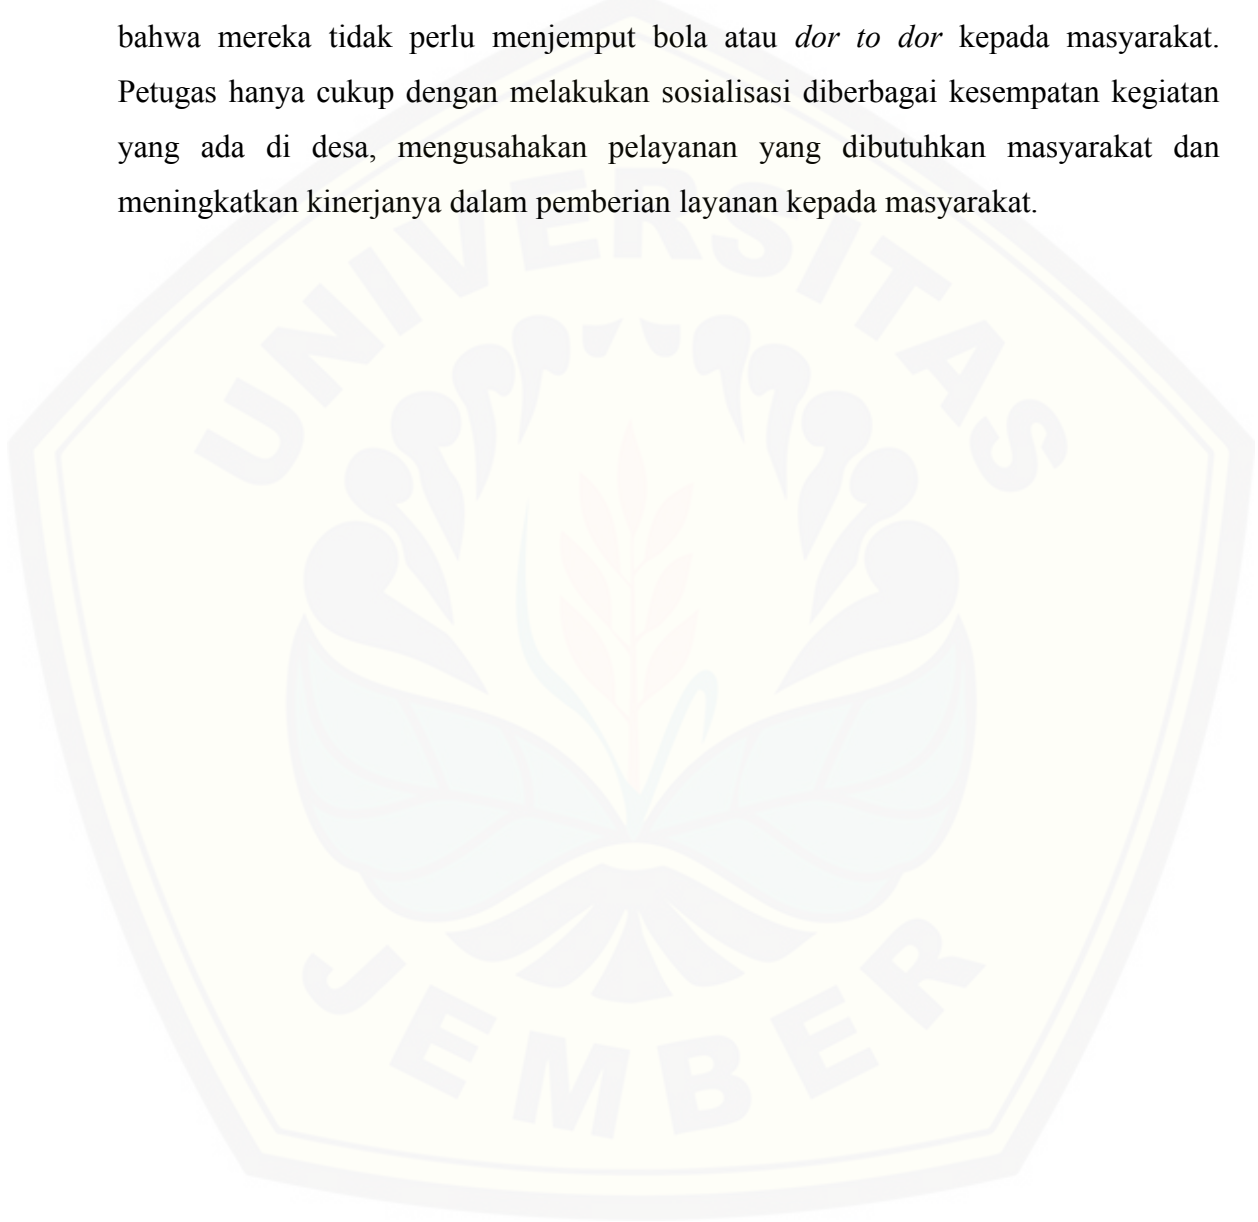 bahwa mereka tidak perlu menjemput bola atau dor to dor kepada masyarakat.
Petugas hanya cukup dengan melakukan sosialisasi diberbagai kesempatan kegiatan
yang ada di desa, mengusahakan pelayanan yang dibutuhkan masyarakat dan
meningkatkan kinerjanya dalam pemberian layanan kepada masyarakat.
UNIVERSITAS
JEMBER